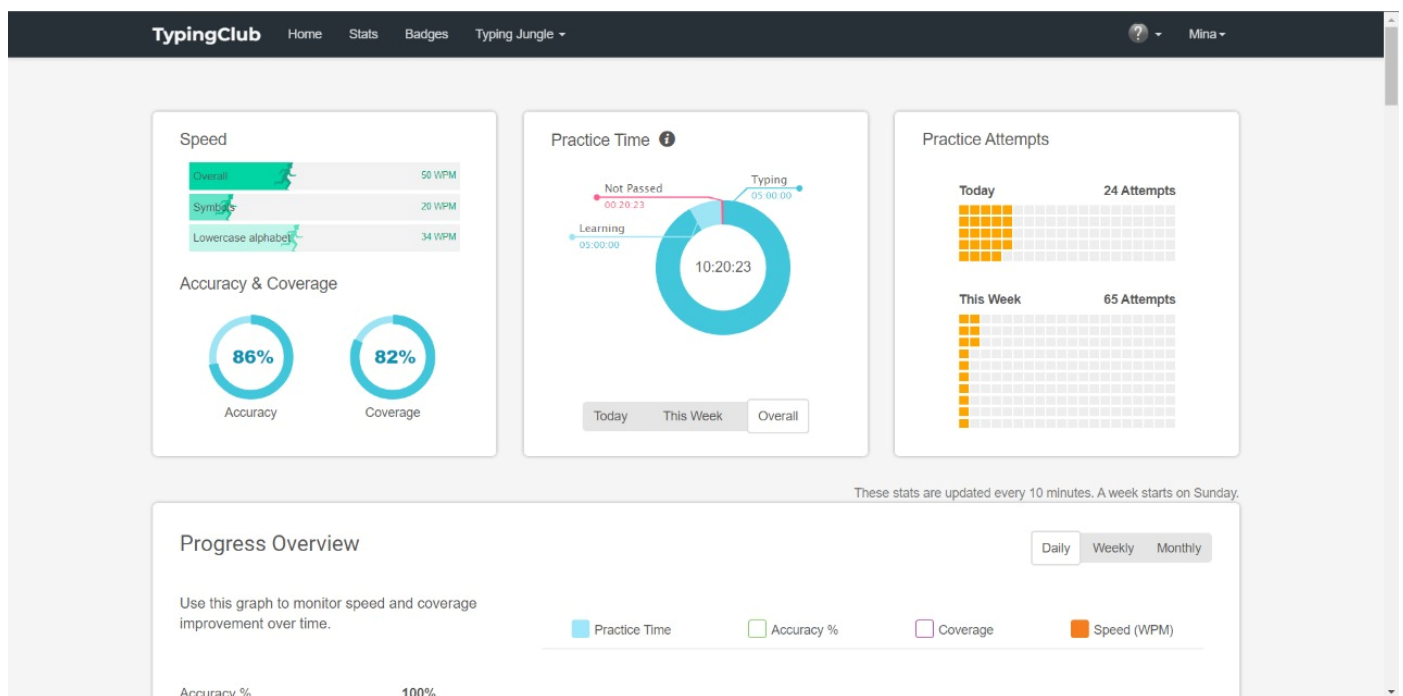 TypingClub Home Stats Badges Typing Jungle ? Mina
Speed
Overall 50 WPM
Symbols 20 WPM
Lowercase alphabet 34 WPM
Accuracy & Coverage
86% 82%
Accuracy Coverage
Practice Time i
Not Passed
00:20:23
Typing
05:00:00
Learning
05:00:00
10:20:23
Today This Week Overall
Practice Attempts
Today 24 Attempts
This Week 65 Attempts
These stats are updated every 10 minutes. A week starts on Sunday.
Progress Overview
Daily Weekly Monthly
Use this graph to monitor speed and coverage
improvement over time.
Practice Time Accuracy % Coverage Speed (WPM)
Accuracy % 100%